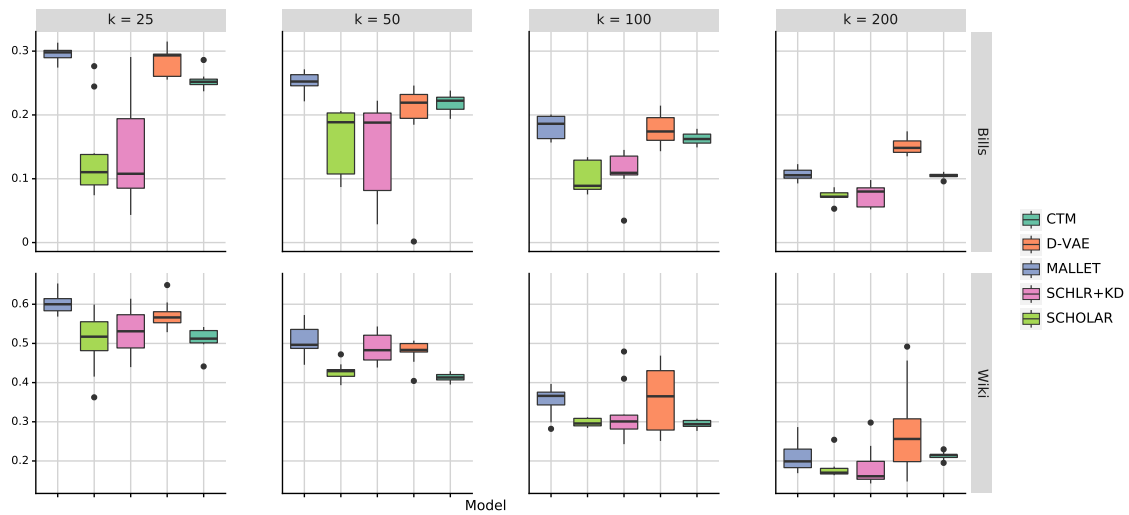 k = 25
k = 50
k = 100
k = 200
0.3
0.2
0.1
0
Bills
0.6
0.5
0.4
0.3
0.2
Wiki
Model
CTM
D-VAE
MALLET
SCHLR+KD
SCHOLAR